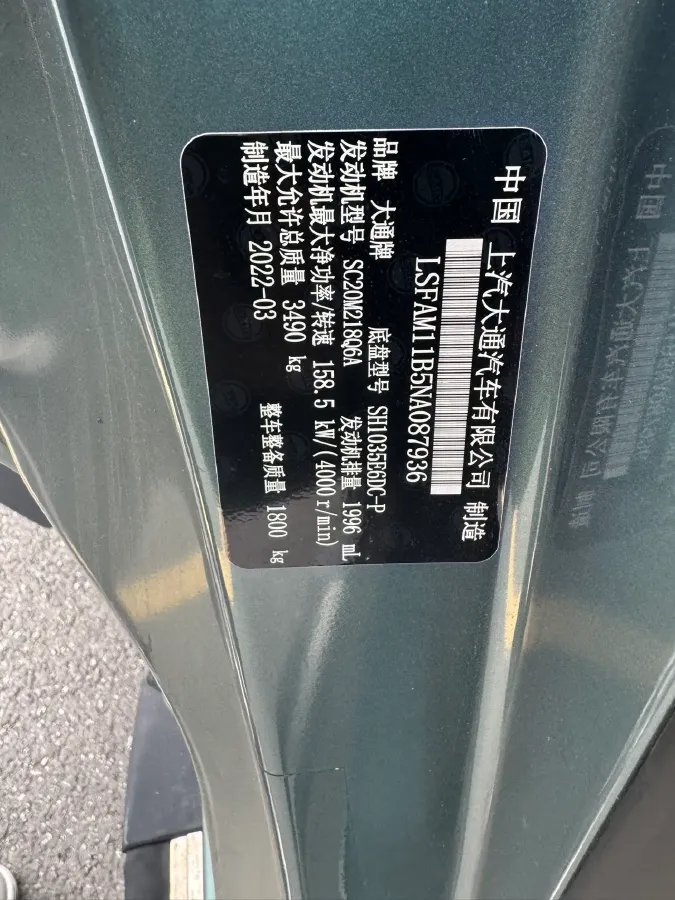 中国 上汽大通汽车有限公司 制造
LSFAM11B5NA087936
品牌 大通牌 底盘型号 SH1035E6DC-P
发动机型号 SC20M218Q6A 发动机排量 1996 mL
发动机最大净功率/转速 158.5 kW/(4000r/min)
最大允许总质量 3490 kg 整车整备质量 1800 kg
制造年月 2022-03